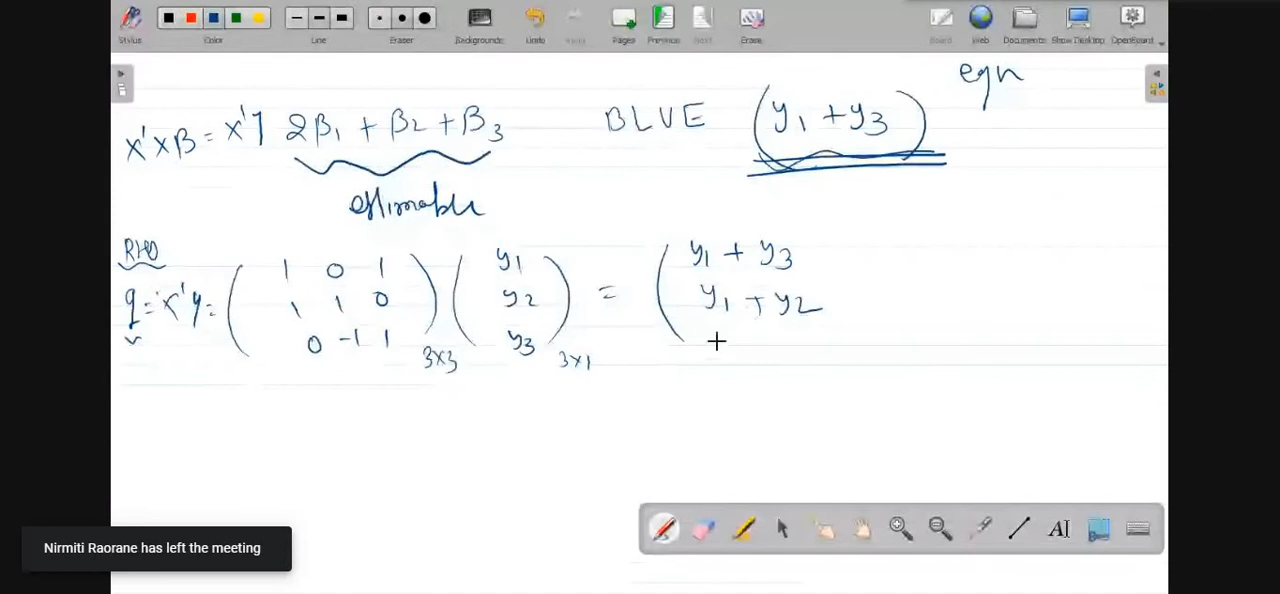 Stylus Color Line Eraser Backgrounds Undo Pages Previous Next Erase Board Web Documents Show Desktop OpenBoard
eqn
X'Xβ = X'Y 2β1 + β2 + β3 BLUE (y1 + y3)
estimable
RHS
q = X'y = ( 1 0 1 ) ( y1 ) = ( y1 + y3
1 1 0 y2 y1 + y2
0 -1 1 3x3 y3 3x1
Nirmiti Raorane has left the meeting
AI